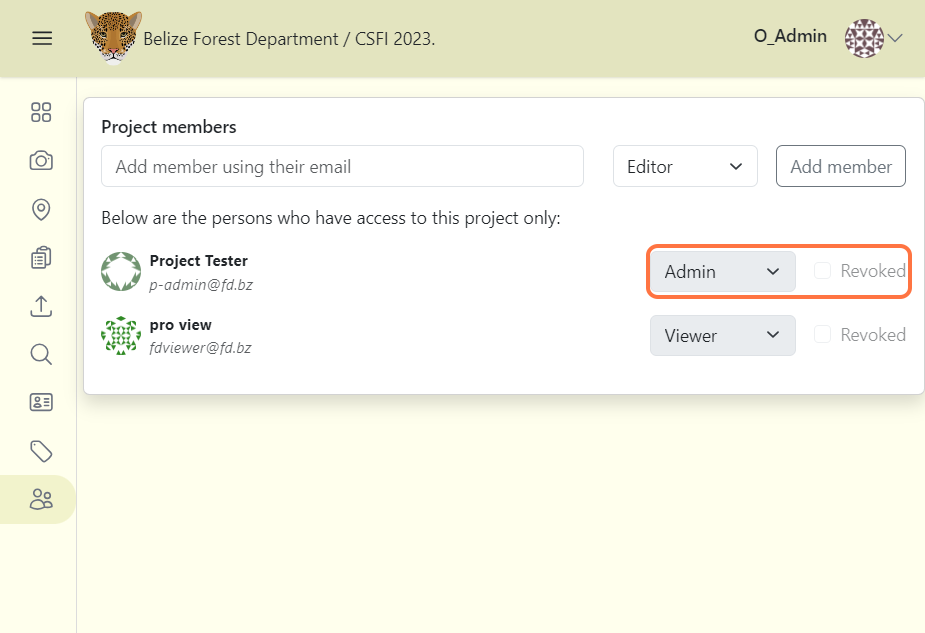 Belize Forest Department / CSFI 2023.
O_Admin
Project members
Add member using their email
Editor
Add member
Below are the persons who have access to this project only:
Project Tester
p-admin@fd.bz
Admin
Revoked
pro view
fdviewer@fd.bz
Viewer
Revoked